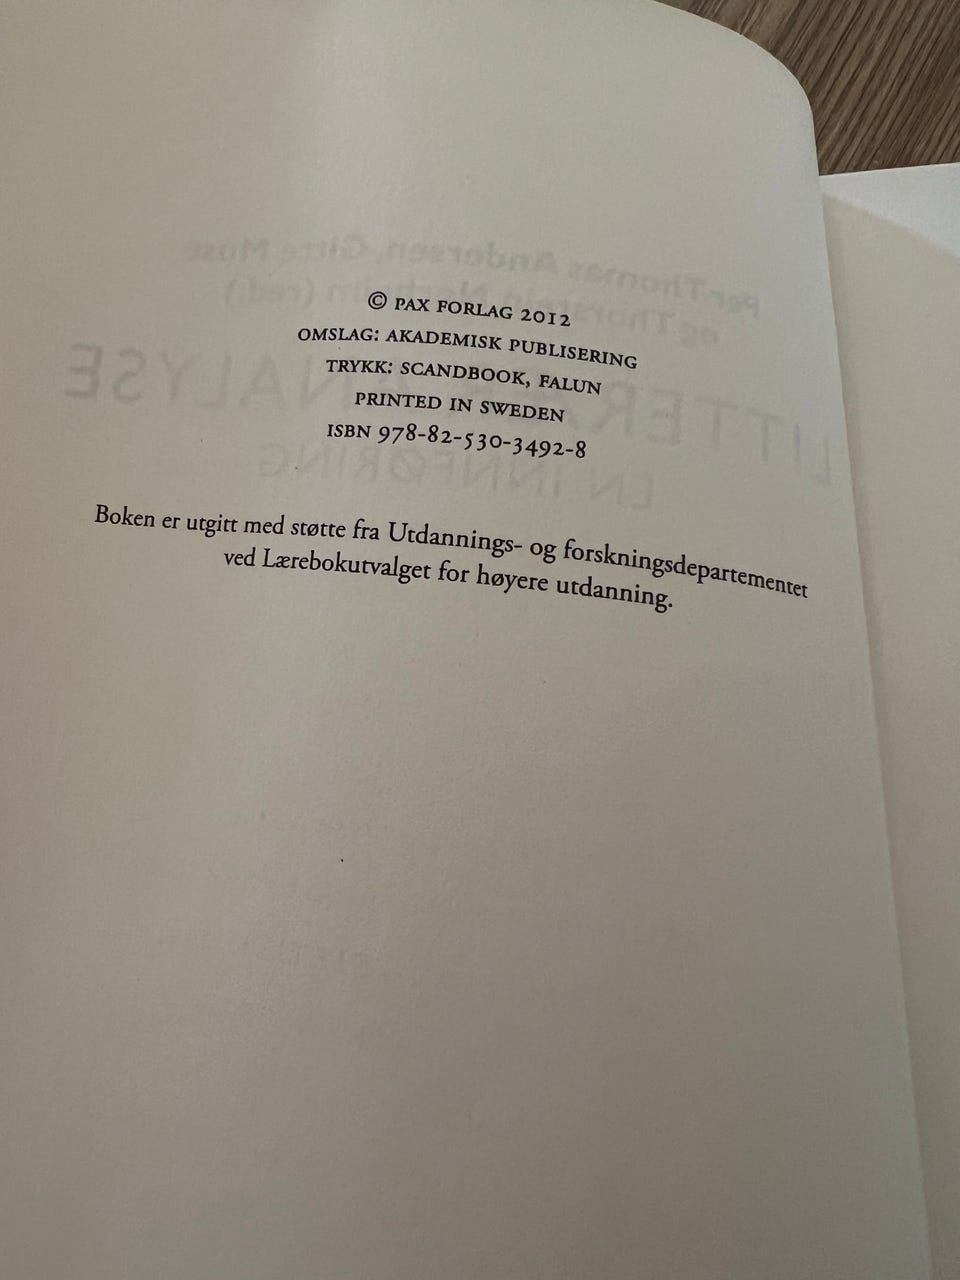 © PAX FORLAG 2012
OMSLAG: AKADEMISK PUBLISERING
TRYKK: SCANDBOOK, FALUN
PRINTED IN SWEDEN
ISBN 978-82-530-3492-8
Boken er utgitt med støtte fra Utdannings- og forskningsdepartementet
ved Lærebokutvalget for høyere utdanning.